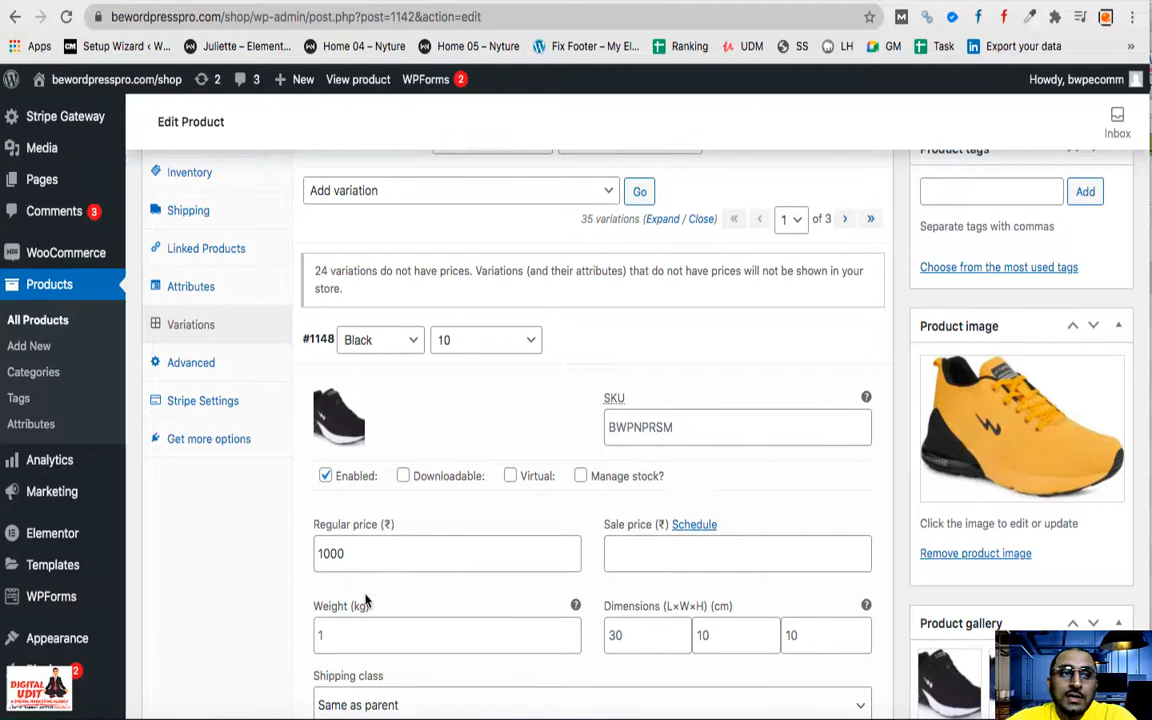 bewordpresspro.com/shop/wp-admin/post.php?post=1142&action=edit
Apps
Setup Wizard ‹ W...
Juliette – Element...
Home 04 – Nyture
Home 05 – Nyture
Fix Footer – My El...
Ranking
UDM
SS
LH
GM
Task
Export your data
bewordpresspro.com/shop
2
3
New
View product
WPForms
2
Howdy, bwpecomm
Stripe Gateway
Media
Pages
Comments 3
WooCommerce
Products
All Products
Add New
Categories
Tags
Attributes
Analytics
Marketing
Elementor
Templates
WPForms
Appearance
2
DIGITAL
UDIT
Edit Product
Inbox
Inventory
Shipping
Linked Products
Attributes
Variations
Advanced
Stripe Settings
Get more options
Add variation
Go
35 variations (Expand / Close)
« ‹ 1 of 3 › »
24 variations do not have prices. Variations (and their attributes) that do not have prices will not be shown in your
store.
#1148 Black 10
SKU
BWPNPRSM
Enabled:
Downloadable:
Virtual:
Manage stock?
Regular price (₹)
1000
Sale price (₹) Schedule
Weight (kg)
1
Dimensions (L×W×H) (cm)
30 10 10
Shipping class
Same as parent
Product tags
Add
Separate tags with commas
Choose from the most used tags
Product image
Click the image to edit or update
Remove product image
Product gallery